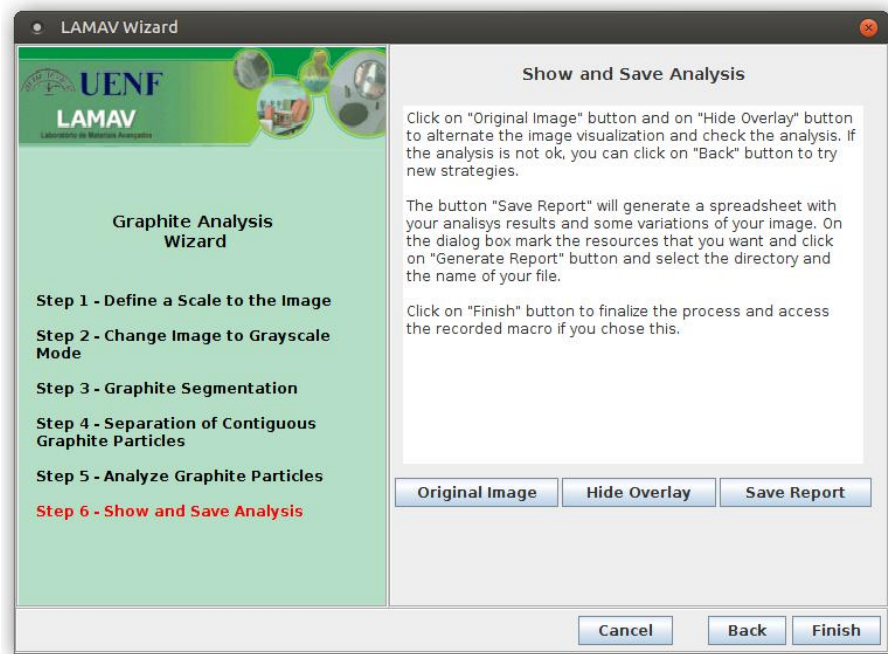 LAMAV Wizard
UENF
LAMAV
Laboratório de Materiais Avançados
Graphite Analysis
Wizard
Step 1 - Define a Scale to the Image
Step 2 - Change Image to Grayscale
Mode
Step 3 - Graphite Segmentation
Step 4 - Separation of Contiguous
Graphite Particles
Step 5 - Analyze Graphite Particles
Step 6 - Show and Save Analysis
Show and Save Analysis
Click on "Original Image" button and on "Hide Overlay" button
to alternate the image visualization and check the analysis. If
the analysis is not ok, you can click on "Back" button to try
new strategies.
The button "Save Report" will generate a spreadsheet with
your analisys results and some variations of your image. On
the dialog box mark the resources that you want and click
on "Generate Report" button and select the directory and
the name of your file.
Click on "Finish" button to finalize the process and access
the recorded macro if you chose this.
Original Image
Hide Overlay
Save Report
Cancel
Back
Finish